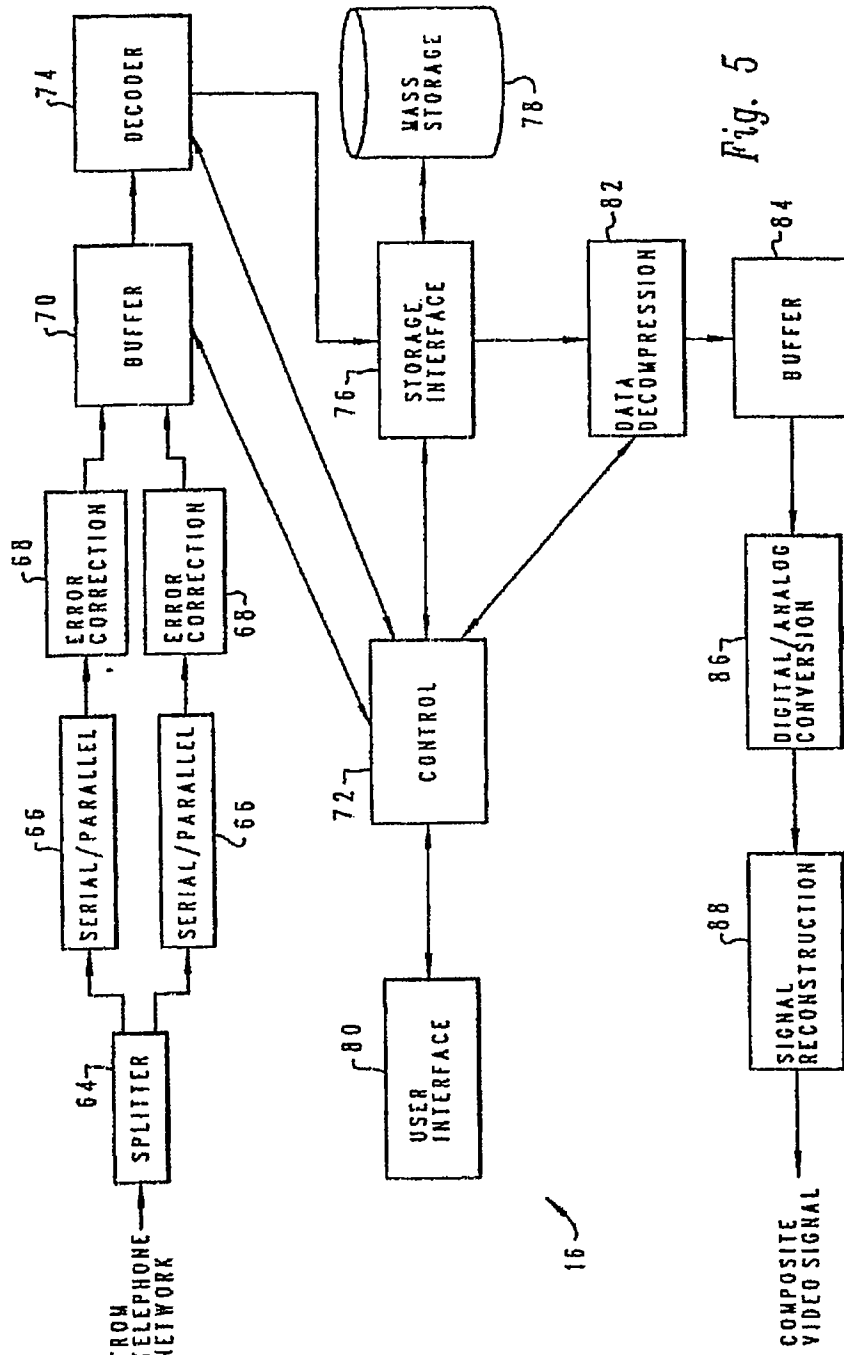 FROM
TELEPHONE
NETWORK
64
SPLITTER
66
SERIAL/PARALLEL
SERIAL/PARALLEL
66
68
ERROR
CORRECTION
ERROR
CORRECTION
68
70
BUFFER
74
DECODER
80
USER
INTERFACE
72
CONTROL
76
STORAGE
INTERFACE
MASS
STORAGE
78
82
DATA
DECOMPRESSION
16
COMPOSITE
VIDEO SIGNAL
88
SIGNAL
RECONSTRUCTION
86
DIGITAL/ANALOG
CONVERSION
84
BUFFER
Fig. 5